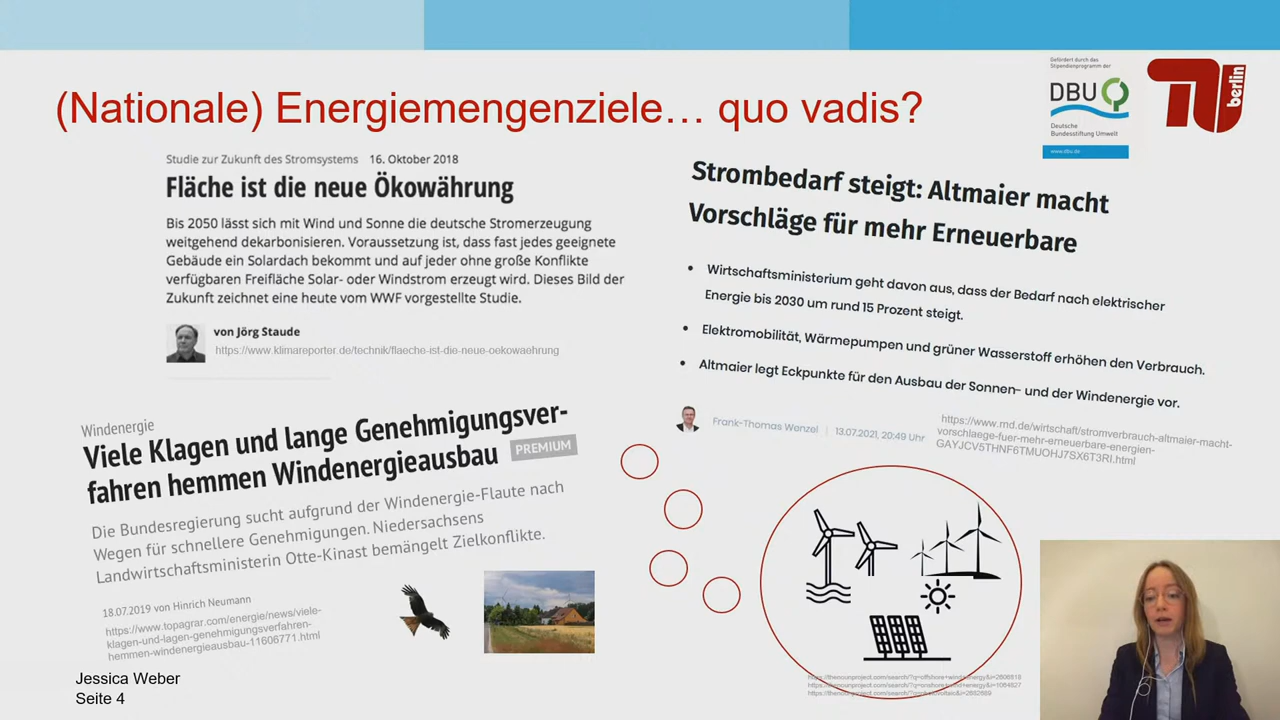 (Nationale) Energiemengenziele… quo vadis?
Gefördert durch das
Stipendienprogramm der
DBU
Deutsche
Bundesstiftung Umwelt
www.dbu.de
berlin
Studie zur Zukunft des Stromsystems 16. Oktober 2018
Fläche ist die neue Ökowährung
Bis 2050 lässt sich mit Wind und Sonne die deutsche Stromerzeugung
weitgehend dekarbonisieren. Voraussetzung ist, dass fast jedes geeignete
Gebäude ein Solardach bekommt und auf jeder ohne große Konflikte
verfügbaren Freifläche Solar- oder Windstrom erzeugt wird. Dieses Bild der
Zukunft zeichnet eine heute vom WWF vorgestellte Studie.
von Jörg Staude
https://www.klimareporter.de/technik/flaeche-ist-die-neue-oekowaehrung
Strombedarf steigt: Altmaier macht
Vorschläge für mehr Erneuerbare
• Wirtschaftsministerium geht davon aus, dass der Bedarf nach elektrischer
Energie bis 2030 um rund 15 Prozent steigt.
• Elektromobilität, Wärmepumpen und grüner Wasserstoff erhöhen den Verbrauch.
• Altmaier legt Eckpunkte für den Ausbau der Sonnen- und der Windenergie vor.
Frank-Thomas Wenzel | 13.07.2021, 20:49 Uhr
https://www.rnd.de/wirtschaft/stromverbrauch-altmaier-macht-
vorschlaege-fuer-mehr-erneuerbare-energien-
GAYJCV5THNF6TMUOHJ7SX6T3RI.html
Windenergie
Viele Klagen und lange Genehmigungsver-
fahren hemmen Windenergieausbau PREMIUM
Die Bundesregierung sucht aufgrund der Windenergie-Flaute nach
Wegen für schnellere Genehmigungen. Niedersachsens
Landwirtschaftsministerin Otte-Kinast bemängelt Zielkonflikte.
18.07.2019 von Hinrich Neumann
https://www.topagrar.com/energie/news/viele-
klagen-und-lagen-genehmigungsverfahren-
hemmen-windenergieausbau-11606771.html
Jessica Weber
Seite 4